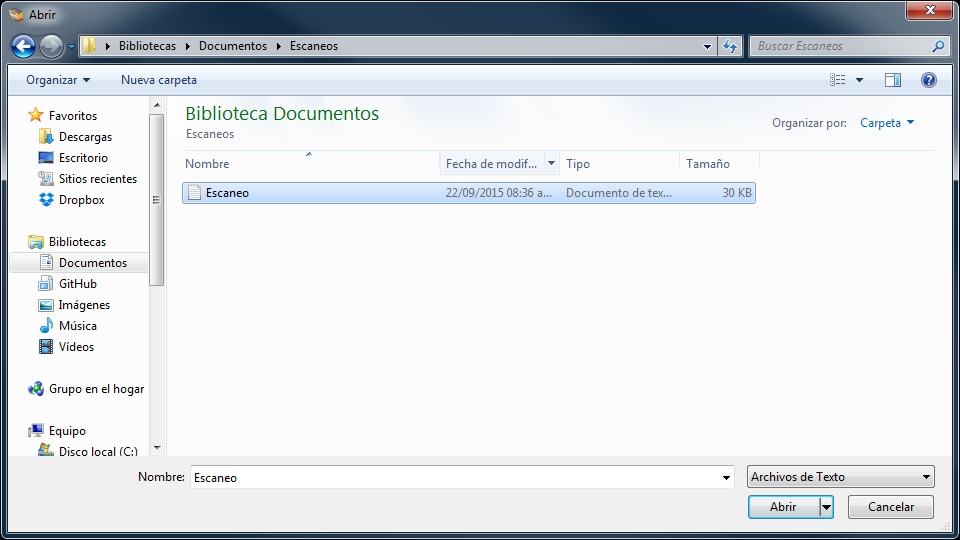 Abrir
Bibliotecas Documentos Escaneos
Buscar Escaneos
Organizar Nueva carpeta
Favoritos
Descargas
Escritorio
Sitios recientes
Dropbox
Bibliotecas
Documentos
GitHub
Imágenes
Música
Vídeos
Grupo en el hogar
Equipo
Disco local (C:)
Biblioteca Documentos
Escaneos
Organizar por: Carpeta
Nombre Fecha de modif... Tipo Tamaño
Escaneo 22/09/2015 08:36 a... Documento de tex... 30 KB
Nombre: Escaneo Archivos de Texto
Abrir Cancelar